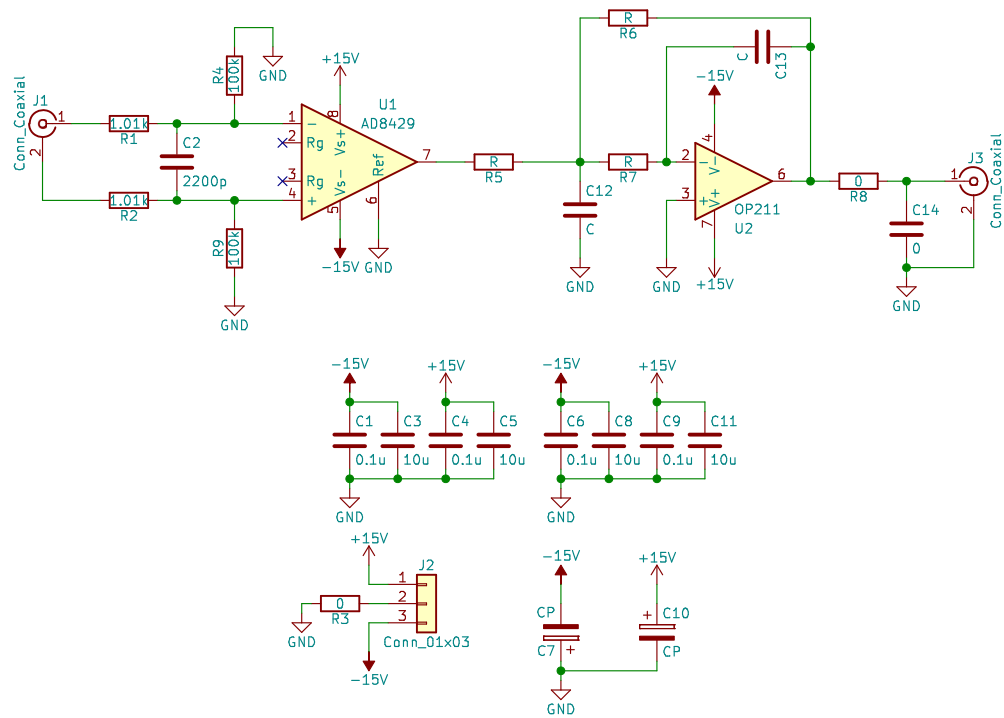 J1
Conn_Coaxial
1
2
1.01k
R1
1.01k
R2
C2
2200p
R4
100k
GND
R9
100k
GND
+15V
U1
AD8429
1
-
2
Rg
3
Rg
4
+
8
Vs+
Vs-
5
Ref
6
7
-15V
GND
R
R5
R
R6
R
R7
C12
C
GND
C
C13
-15V
4
V-
2
-
3
+
V+
7
6
OP211
U2
+15V
GND
0
R8
C14
0
GND
J3
Conn_Coaxial
1
2
-15V
+15V
C1
C3
C4
C5
0.1u
10u
0.1u
10u
GND
-15V
+15V
C6
C8
C9
C11
0.1u
10u
0.1u
10u
GND
+15V
J2
1
2
3
0
R3
GND
Conn_01x03
-15V
-15V
+15V
CP
C7
+
+
C10
CP
GND